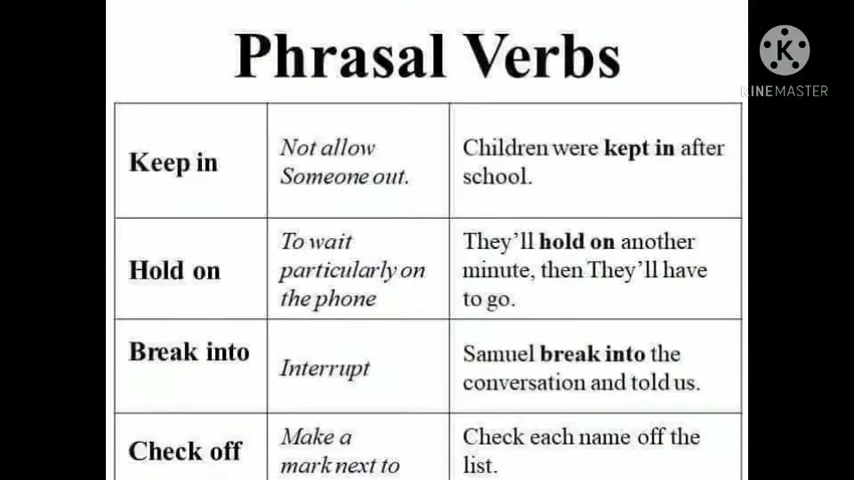 Phrasal Verbs
KINEMASTER
Keep in
Not allow
Someone out.
Children were kept in after
school.
Hold on
To wait
particularly on
the phone
They'll hold on another
minute, then They'll have
to go.
Break into
Interrupt
Samuel break into the
conversation and told us.
Check off
Make a
mark next to
Check each name off the
list.